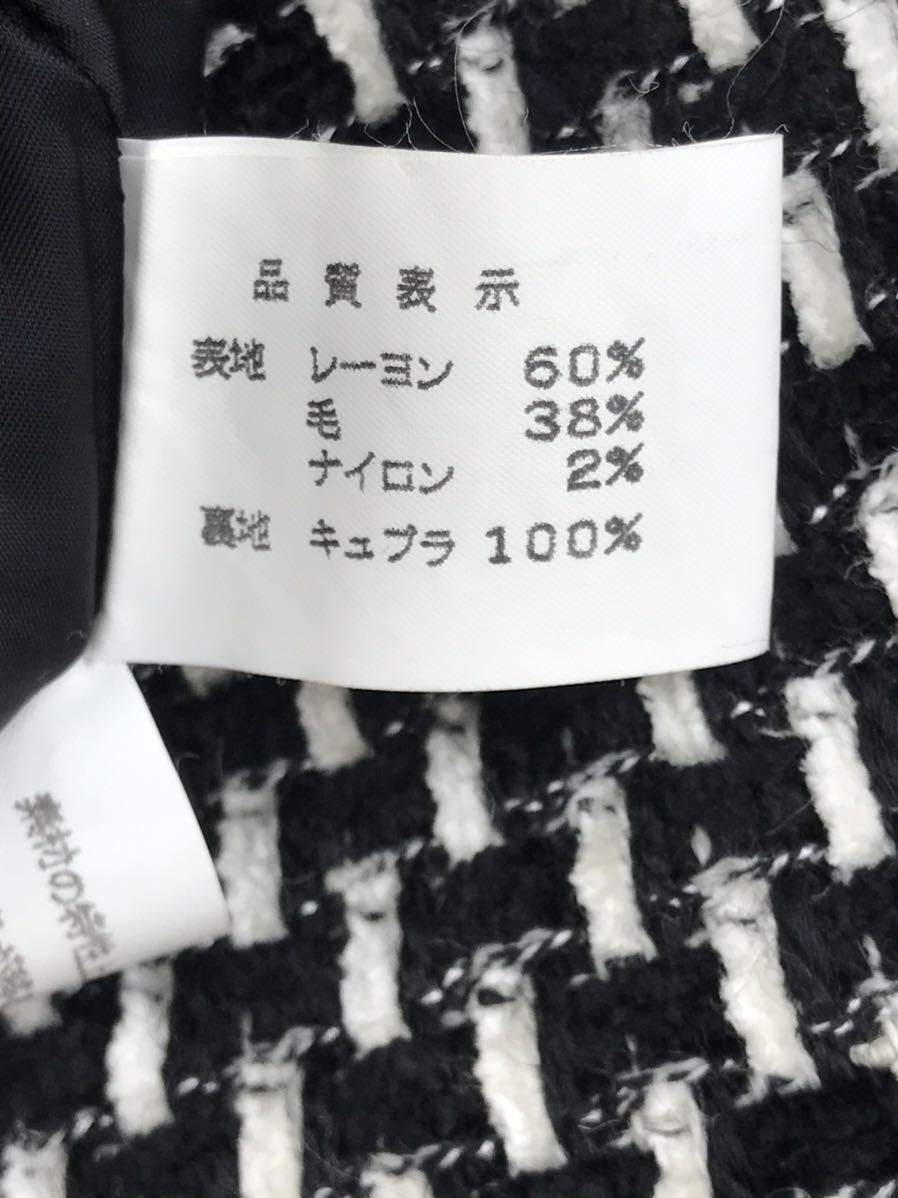 品質表示
表地 レーヨン 60%
毛 38%
ナイロン 2%
裏地 キュプラ 100%
素材の特性